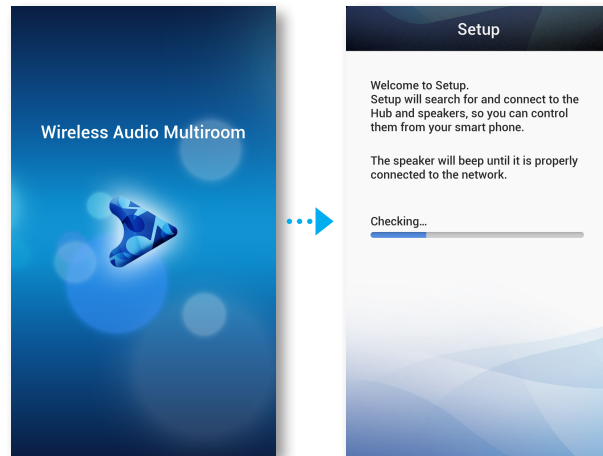 Wireless Audio Multiroom
Setup
Welcome to Setup.
Setup will search for and connect to the
Hub and speakers, so you can control
them from your smart phone.
The speaker will beep until it is properly
connected to the network.
Checking...